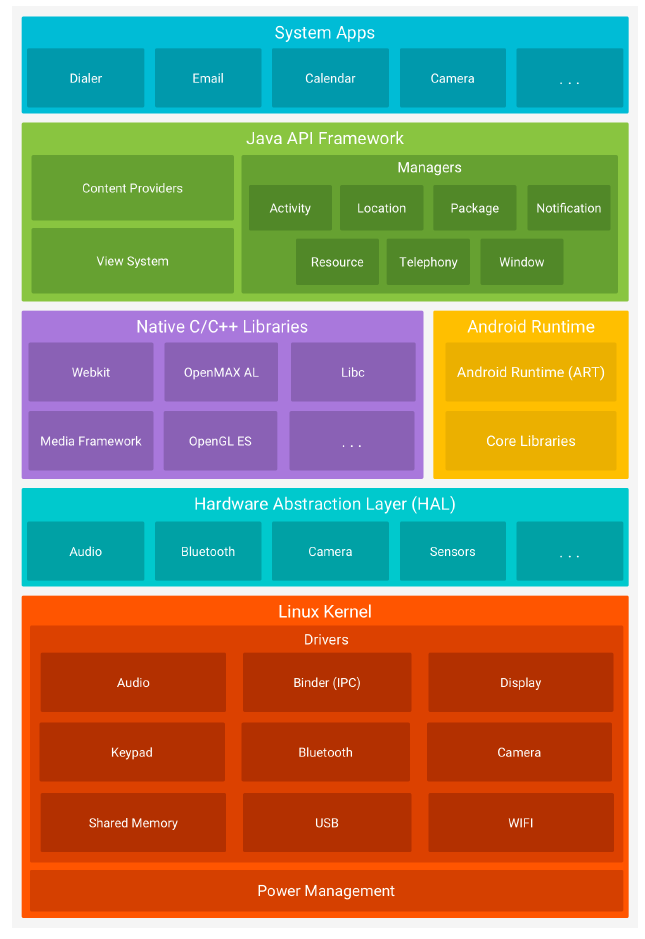 System Apps
Dialer
Email
Calendar
Camera
. . .
Java API Framework
Content Providers
View System
Managers
Activity
Location
Package
Notification
Resource
Telephony
Window
Native C/C++ Libraries
Webkit
OpenMAX AL
Libc
Media Framework
OpenGL ES
. . .
Android Runtime
Android Runtime (ART)
Core Libraries
Hardware Abstraction Layer (HAL)
Audio
Bluetooth
Camera
Sensors
. . .
Linux Kernel
Drivers
Audio
Binder (IPC)
Display
Keypad
Bluetooth
Camera
Shared Memory
USB
WIFI
Power Management